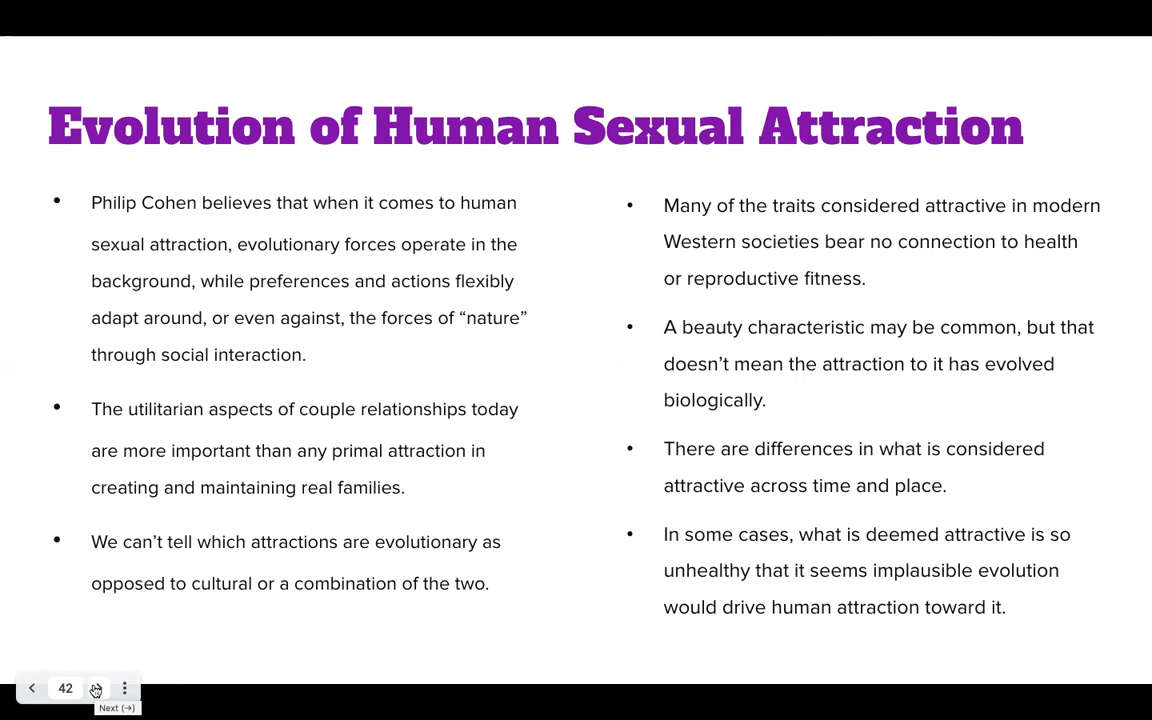 Evolution of Human Sexual Attraction
• Philip Cohen believes that when it comes to human
sexual attraction, evolutionary forces operate in the
background, while preferences and actions flexibly
adapt around, or even against, the forces of “nature”
through social interaction.
• The utilitarian aspects of couple relationships today
are more important than any primal attraction in
creating and maintaining real families.
• We can’t tell which attractions are evolutionary as
opposed to cultural or a combination of the two.
• Many of the traits considered attractive in modern
Western societies bear no connection to health
or reproductive fitness.
• A beauty characteristic may be common, but that
doesn’t mean the attraction to it has evolved
biologically.
• There are differences in what is considered
attractive across time and place.
• In some cases, what is deemed attractive is so
unhealthy that it seems implausible evolution
would drive human attraction toward it.
42
Next (→)